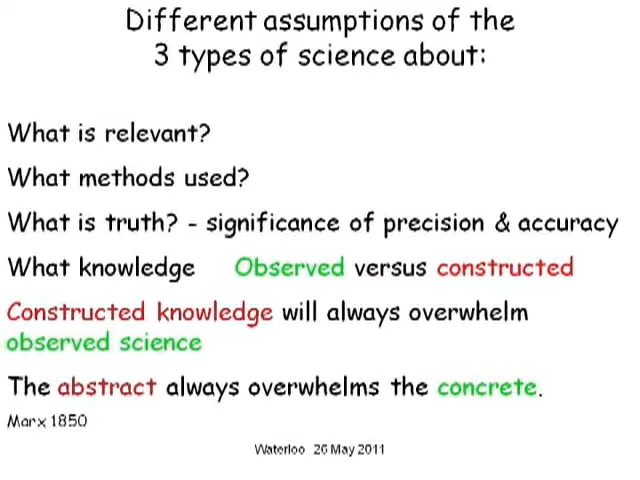 Different assumptions of the
3 types of science about:
What is relevant?
What methods used?
What is truth? - significance of precision & accuracy
What knowledge Observed versus constructed
Constructed knowledge will always overwhelm
observed science
The abstract always overwhelms the concrete.
Marx 1850
Waterloo 26 May 2011